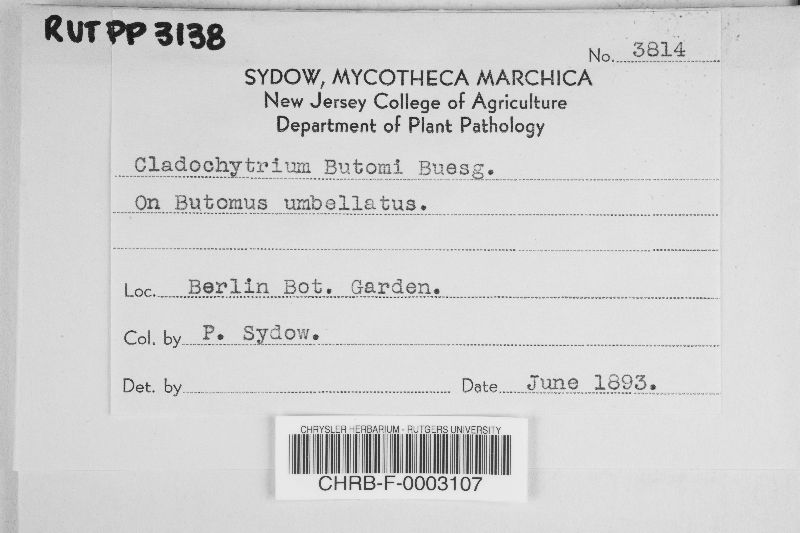 RUTPP 3138
No. 3814
SYDOW, MYCOTHECA MARCHICA
New Jersey College of Agriculture
Department of Plant Pathology
Cladochytrium Butomi Buesg.
On Butomus umbellatus.
Loc. Berlin Bot. Garden.
Col. by P. Sydow.
Det. by Date June 1893.
CHRYSLER HERBARIUM - RUTGERS UNIVERSITY
CHRB-F-0003107